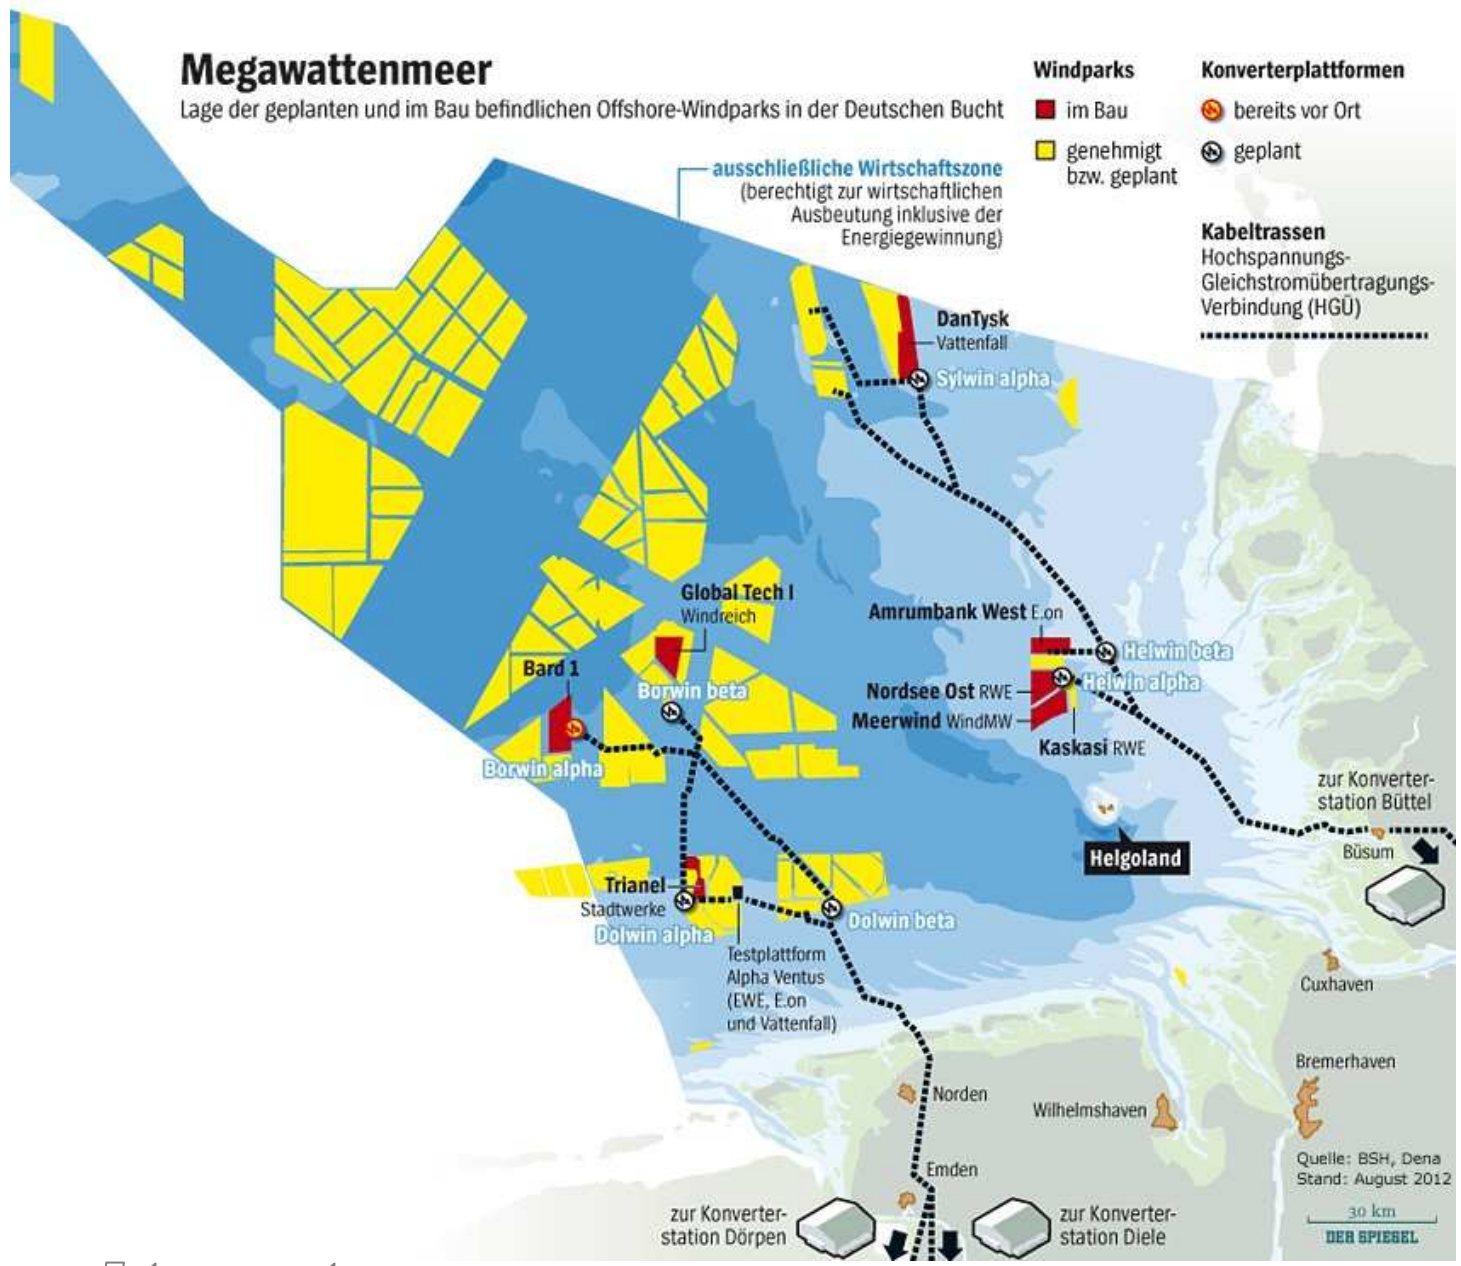 Megawattenmeer
Lage der geplanten und im Bau befindlichen Offshore-Windparks in der Deutschen Bucht
Windparks
im Bau
genehmigt
bzw. geplant
Konverterplattformen
bereits vor Ort
geplant
Kabeltrassen
Hochspannungs-
Gleichstromübertragungs-
Verbindung (HGÜ)
ausschließliche Wirtschaftszone
(berechtigt zur wirtschaftlichen
Ausbeutung inklusive der
Energiegewinnung)
DanTysk
Vattenfall
Sylwin alpha
Global Tech I
Windreich
Amrumbank West E.on
Helwin beta
Helwin alpha
Bard 1
Borwin beta
Nordsee Ost RWE
Meerwind WindMW
Kaskasi RWE
Borwin alpha
zur Konverter-
station Büttel
Büsum
Helgoland
Trianel
Stadtwerke
Dolwin alpha
Dolwin beta
Testplattform
Alpha Ventus
(EWE, E.on
und Vattenfall)
Cuxhaven
Bremerhaven
Norden
Wilhelmshaven
Emden
zur Konverter-
station Dörpen
zur Konverter-
station Diele
Quelle: BSH, Dena
Stand: August 2012
30 km
DER SPIEGEL